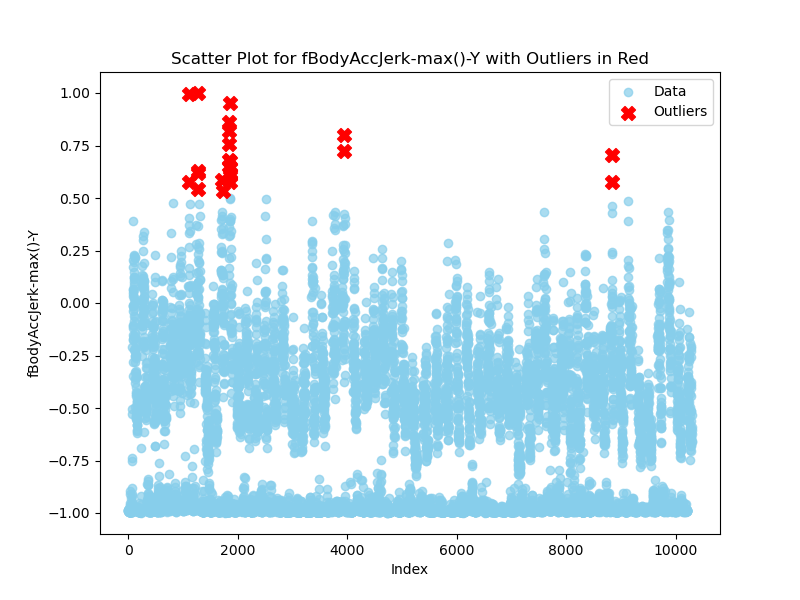 Scatter Plot for fBodyAccJerk-max()-Y with Outliers in Red
Data
Outliers
fBodyAccJerk-max()-Y
1.00
0.75
0.50
0.25
0.00
−0.25
−0.50
−0.75
−1.00
0 2000 4000 6000 8000 10000
Index